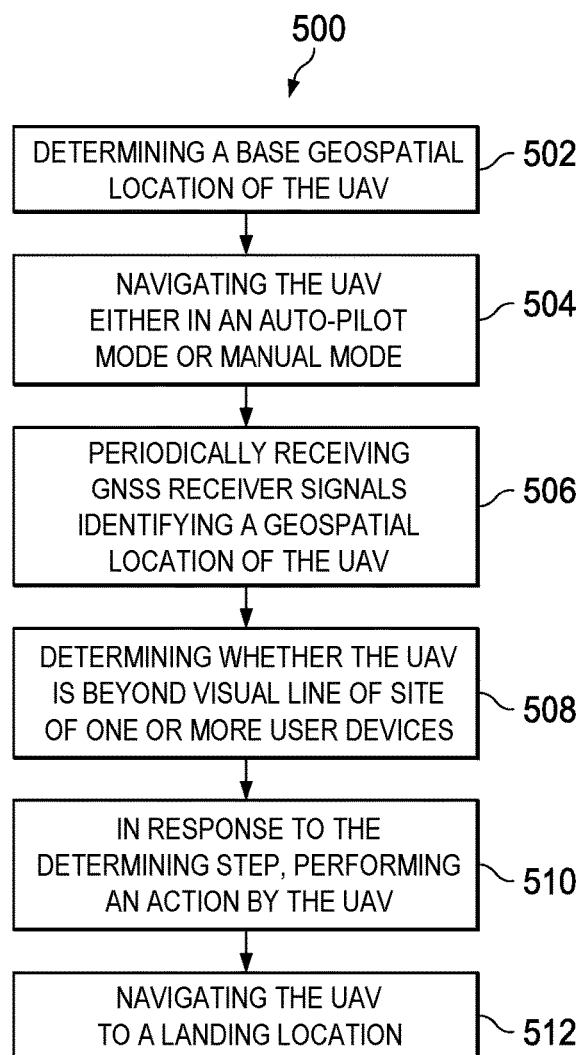 500
DETERMINING A BASE GEOSPATIAL
LOCATION OF THE UAV
502
NAVIGATING THE UAV
EITHER IN AN AUTO-PILOT
MODE OR MANUAL MODE
504
PERIODICALLY RECEIVING
GNSS RECEIVER SIGNALS
IDENTIFYING A GEOSPATIAL
LOCATION OF THE UAV
506
DETERMINING WHETHER THE UAV
IS BEYOND VISUAL LINE OF SITE
OF ONE OR MORE USER DEVICES
508
IN RESPONSE TO THE
DETERMINING STEP, PERFORMING
AN ACTION BY THE UAV
510
NAVIGATING THE UAV
TO A LANDING LOCATION
512